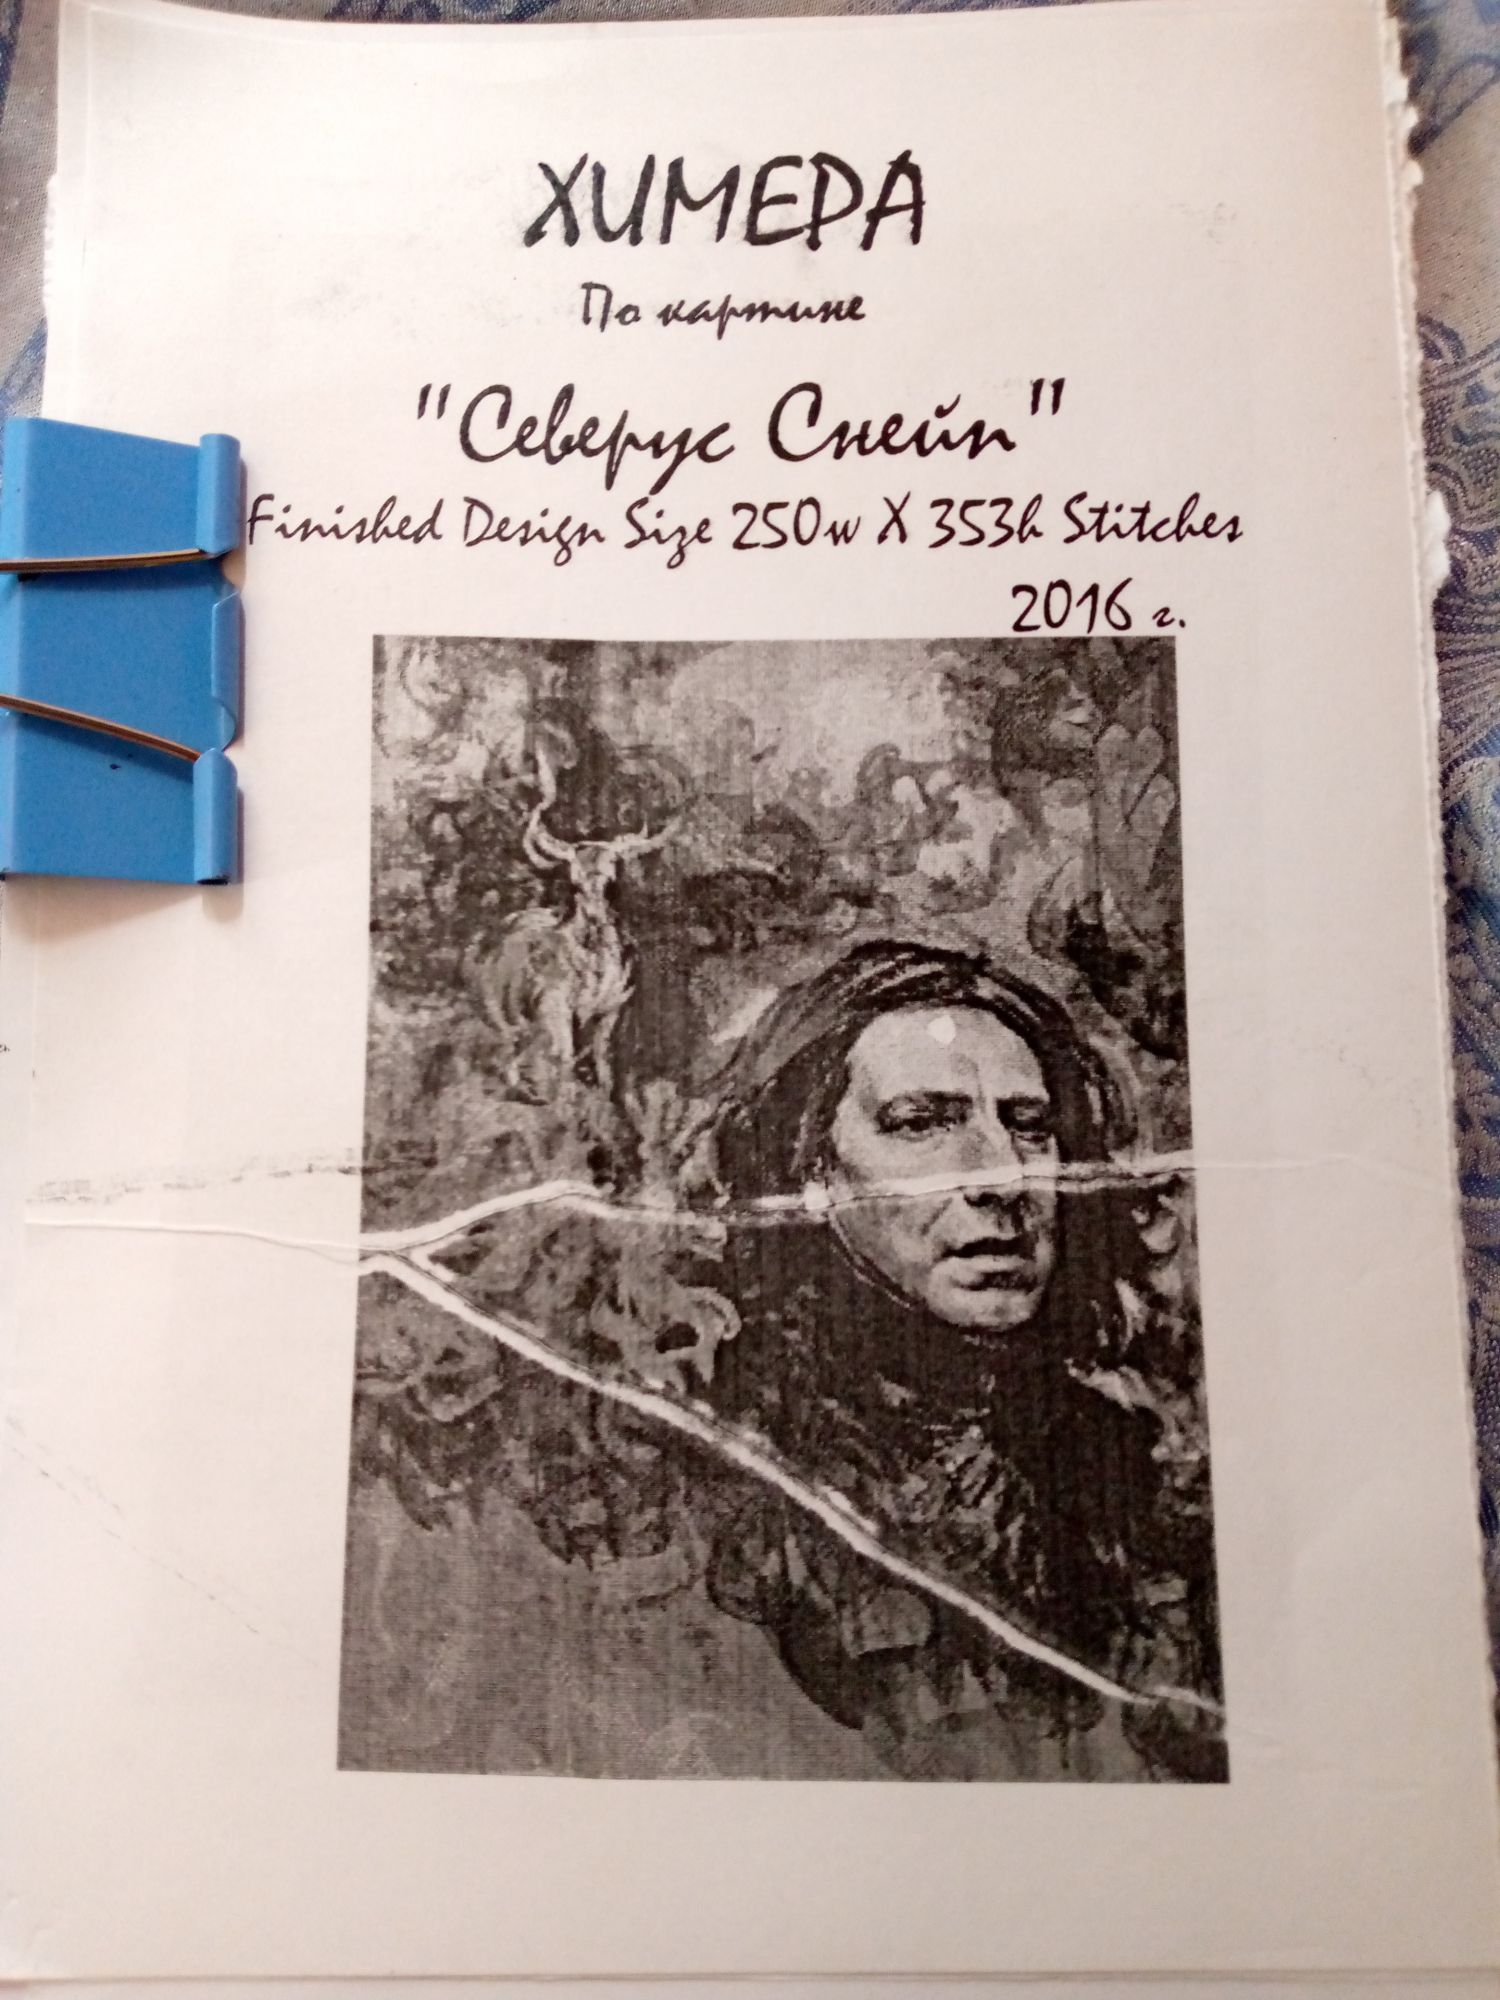 ХИМЕРА
По картине
"Северус Снейп"
Finished Design Size 250w X 353h Stitches
2016 г.